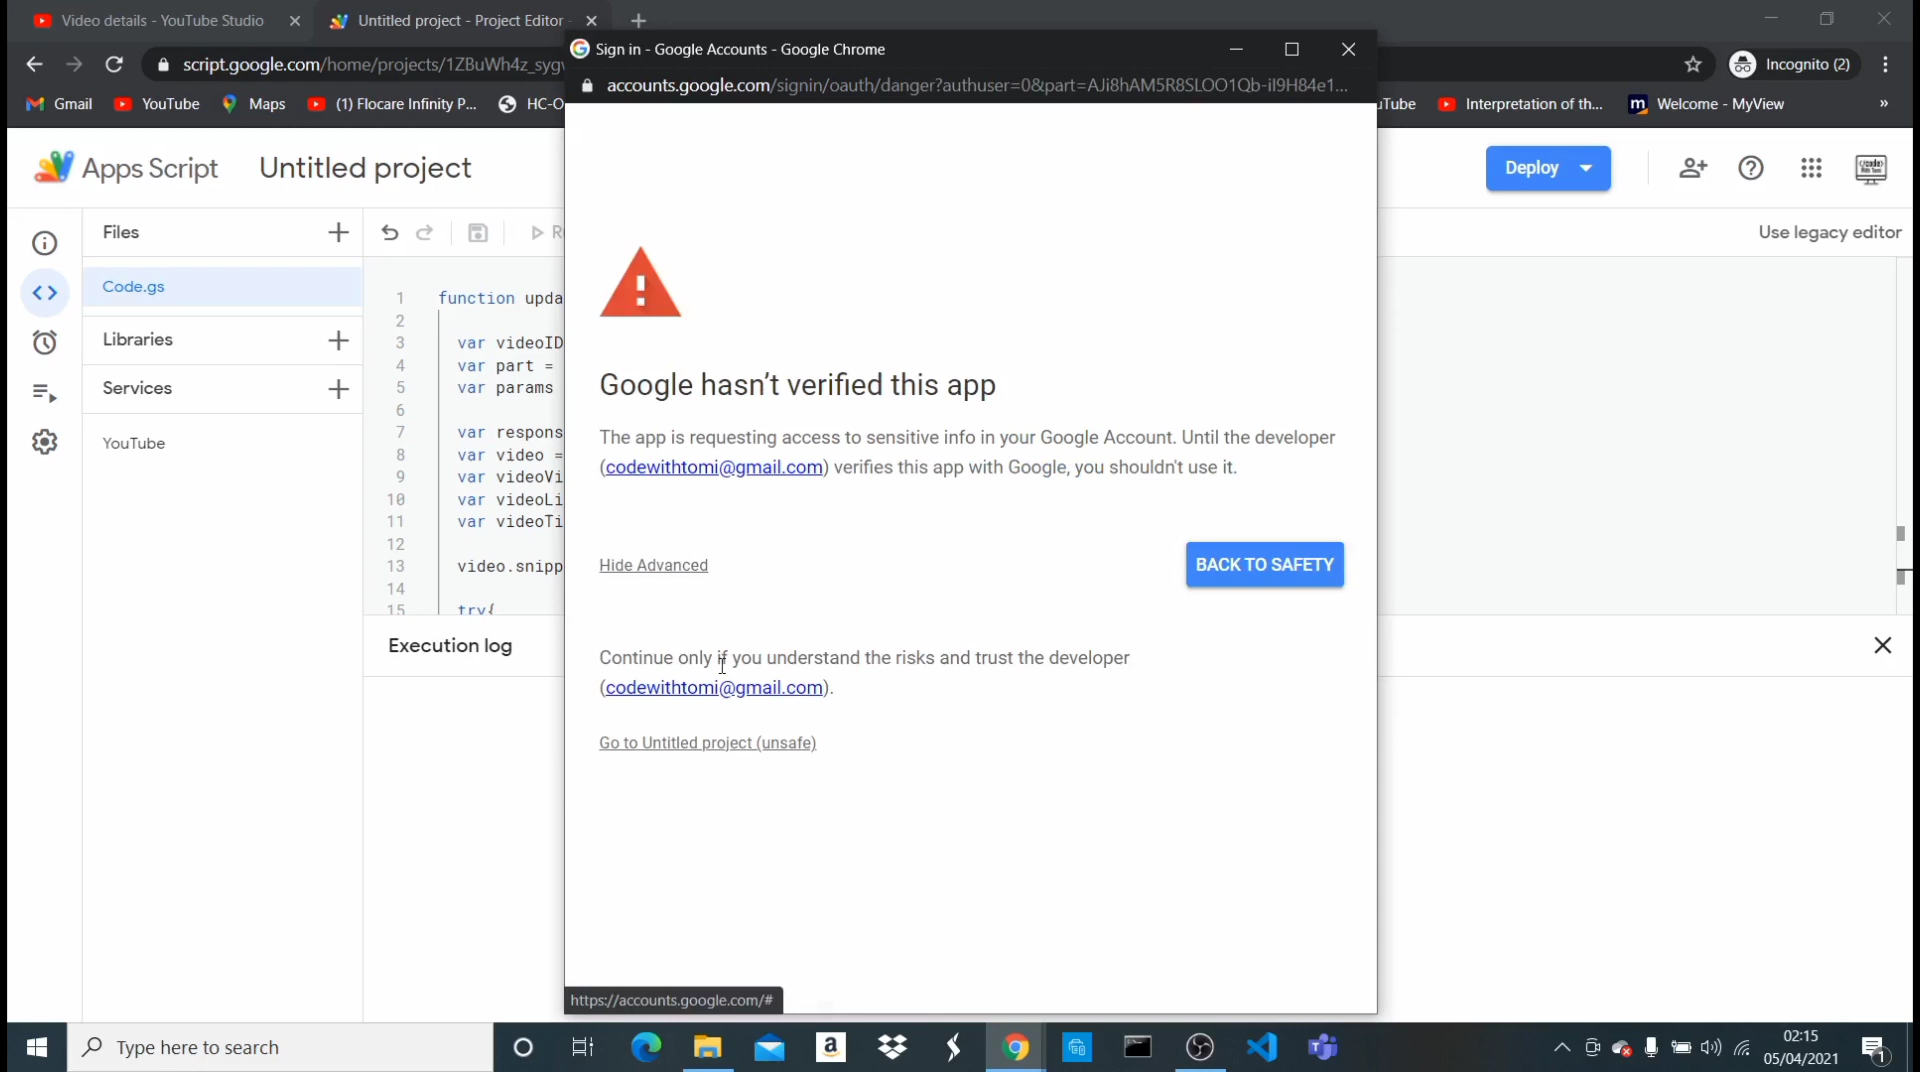 Video details - YouTube Studio
Untitled project - Project Editor
Sign in - Google Accounts - Google Chrome
script.google.com/home/projects/1ZBuWh4z_syg
accounts.google.com/signin/oauth/danger?authuser=0&part=AJi8hAM5R8SLOO1Qb-il9H84e1...
Incognito (2)
Gmail
YouTube
Maps
(1) Flocare Infinity P...
HC-O
uTube
Interpretation of th...
Welcome - MyView
»
Apps Script
Untitled project
Deploy
Files
Use legacy editor
Code.gs
Libraries
Services
YouTube
1 function upda
2
3 var videoID
4 var part =
5 var params
6
7 var respons
8 var video =
9 var videoVi
10 var videoLi
11 var videoTi
12
13 video.snipp
14
15 try{
Execution log
Google hasn’t verified this app
The app is requesting access to sensitive info in your Google Account. Until the developer
(codewithtomi@gmail.com) verifies this app with Google, you shouldn't use it.
Hide Advanced
BACK TO SAFETY
Continue only if you understand the risks and trust the developer
(codewithtomi@gmail.com).
Go to Untitled project (unsafe)
https://accounts.google.com/#
Type here to search
02:15
05/04/2021
1